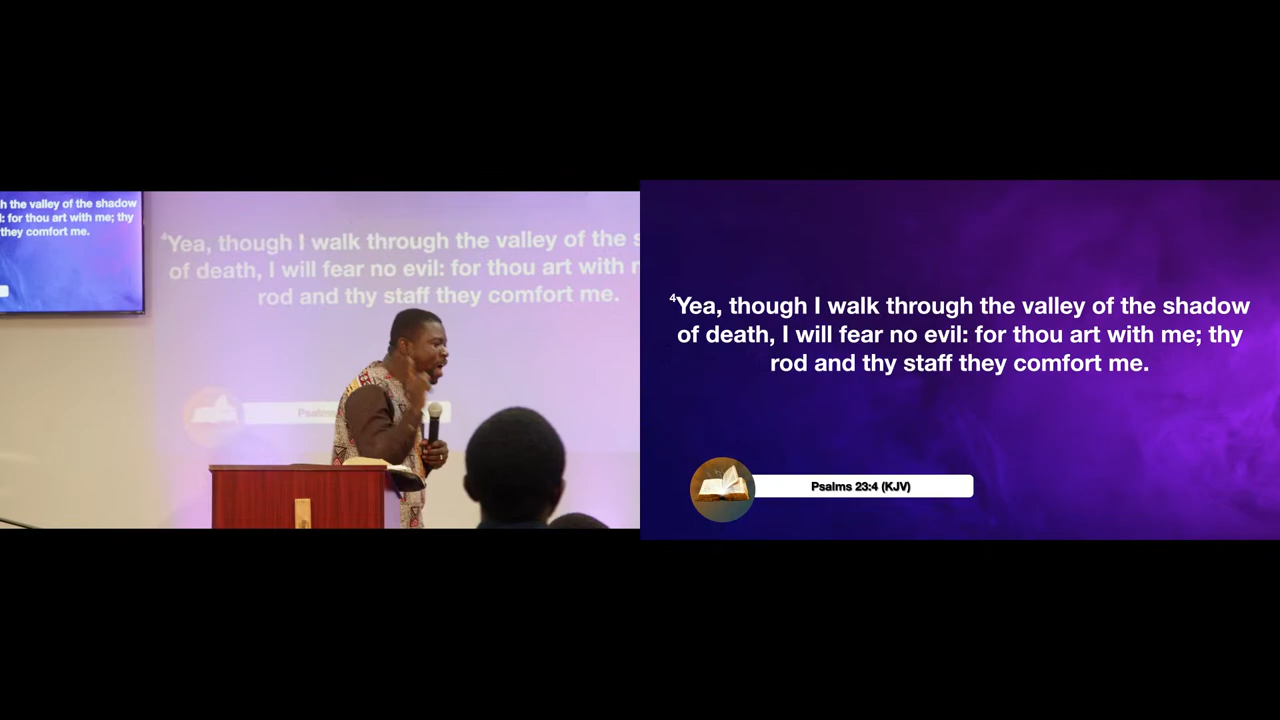 h the valley of the shadow
l: for thou art with me; thy
they comfort me.
4Yea, though I walk through the valley of the s
of death, I will fear no evil: for thou art with m
rod and thy staff they comfort me.
Psalms
4Yea, though I walk through the valley of the shadow
of death, I will fear no evil: for thou art with me; thy
rod and thy staff they comfort me.
Psalms 23:4 (KJV)